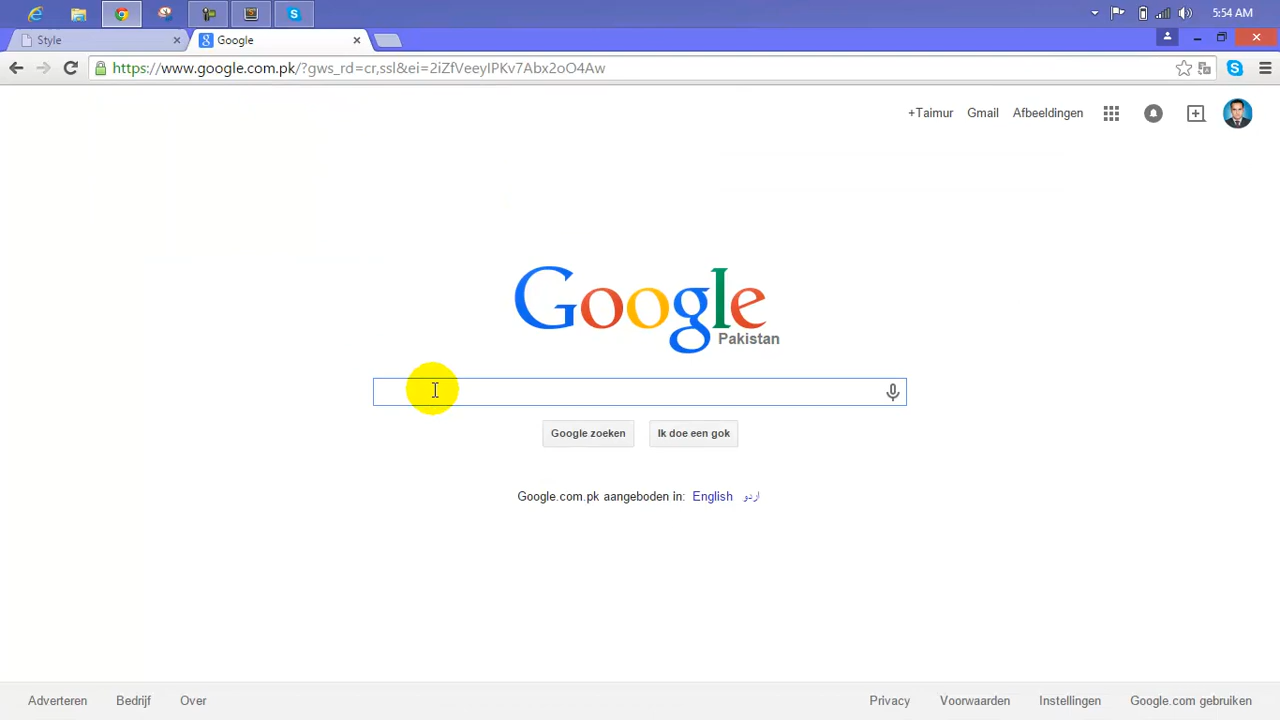 5:54 AM
Style
Google
https://www.google.com.pk/?gws_rd=cr,ssl&ei=2iZfVeeyIPKv7Abx2oO4Aw
+Taimur Gmail Afbeeldingen
Google
Pakistan
Google zoeken Ik doe een gok
Google.com.pk aangeboden in: English اردو
Adverteren Bedrijf Over Privacy Voorwaarden Instellingen Google.com gebruiken